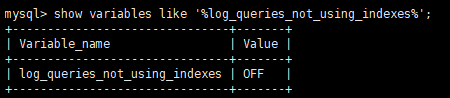 mysql> show variables like '%log_queries_not_using_indexes%';
+-------------------------------+-------+
| Variable_name                 | Value |
+-------------------------------+-------+
| log_queries_not_using_indexes | OFF   |
+-------------------------------+-------+